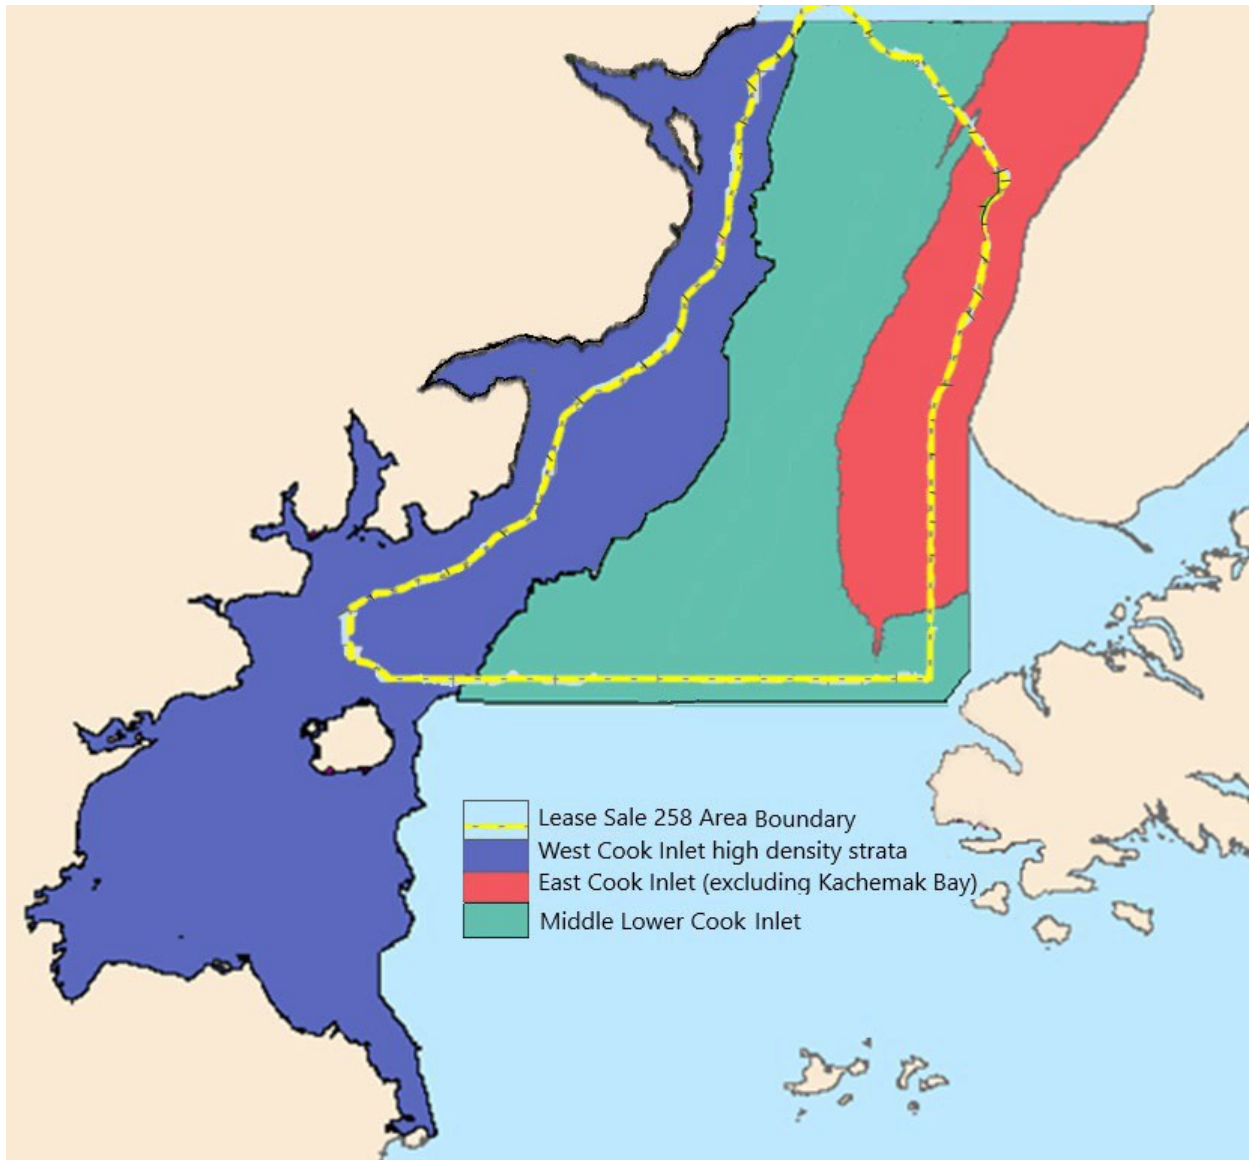 Lease Sale 258 Area Boundary
West Cook Inlet high density strata
East Cook Inlet (excluding Kachemak Bay)
Middle Lower Cook Inlet